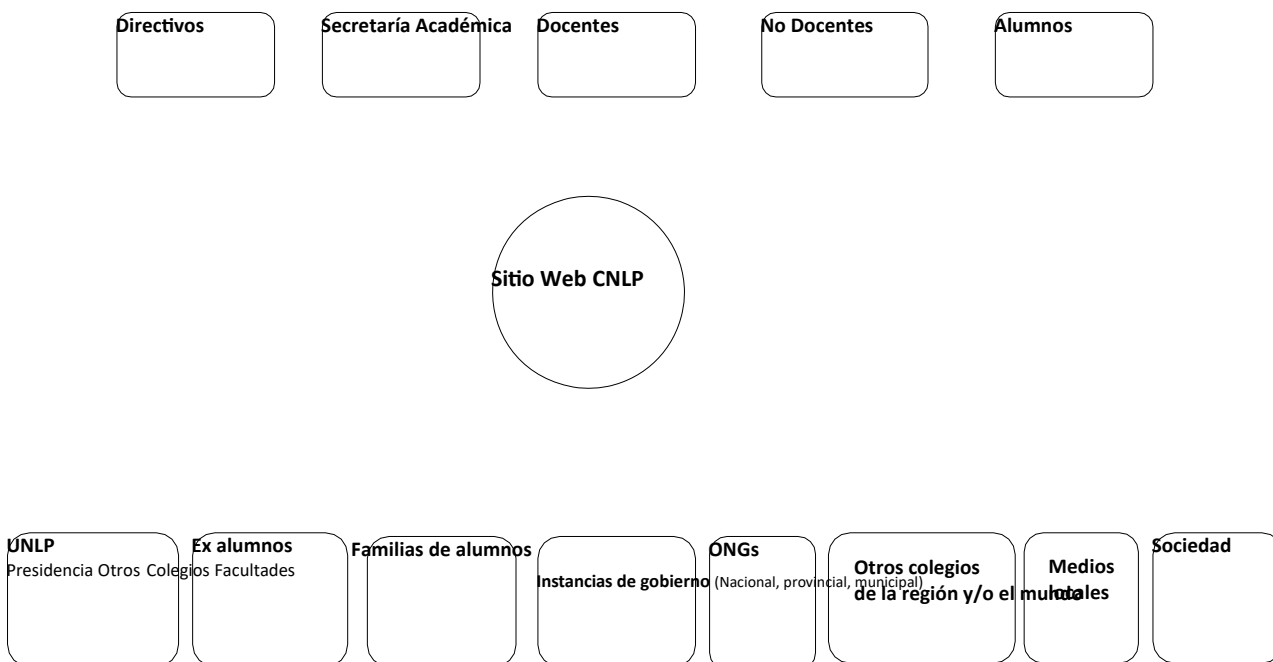 Directivos
Secretaría Académica
Docentes
No Docentes
Alumnos
Sitio Web CNLP
UNLP
Presidencia Otros Colegios Facultades
Ex alumnos
Familias de alumnos
Instancias de gobierno (Nacional, provincial, municipal)
ONGs
Otros colegios
de la región y/o el mundo
Medios
locales
Sociedad